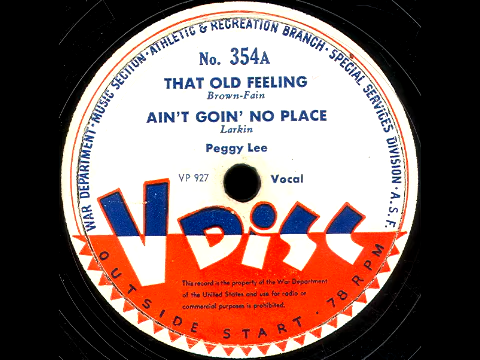 WAR DEPARTMENT · MUSIC SECTION · ATHLETIC & RECREATION BRANCH · SPECIAL SERVICES DIVISION · A.S.F.
No. 354A
THAT OLD FEELING
Brown-Fain
AIN'T GOIN' NO PLACE
Larkin
Peggy Lee
VP 927 Vocal
V DISC
This record is the property of the War Department
of the United States and use for radio or
commercial purposes is prohibited.
OUTSIDE START · 78 RPM